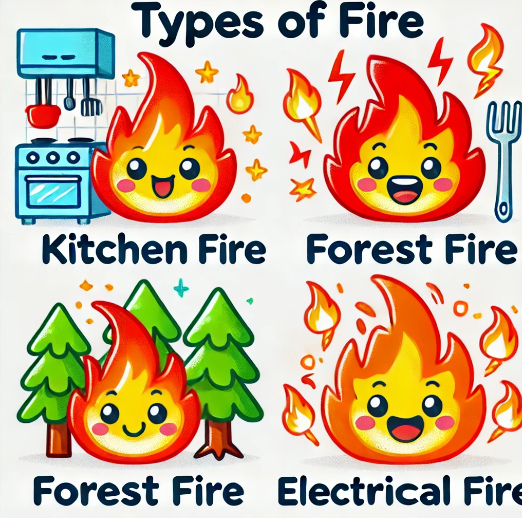 Types of Fire
Kitchen Fire
Forest Fire
Forest Fire
Electrical Fire